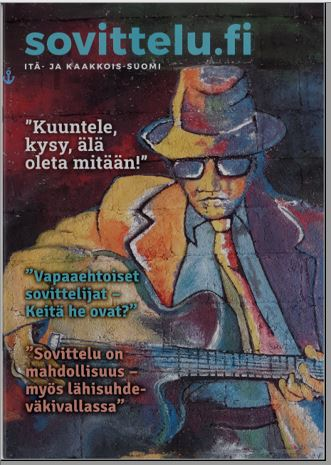 sovittelu.fi
ITÄ- JA KAAKKOIS-SUOMI
”Kuuntele,
kysy, älä
oleta mitään!”
”Vapaaehtoiset
sovittelijat –
Keitä he ovat?”
”Sovittelu on
mahdollisuus –
myös lähisuhde-
väkivallassa”